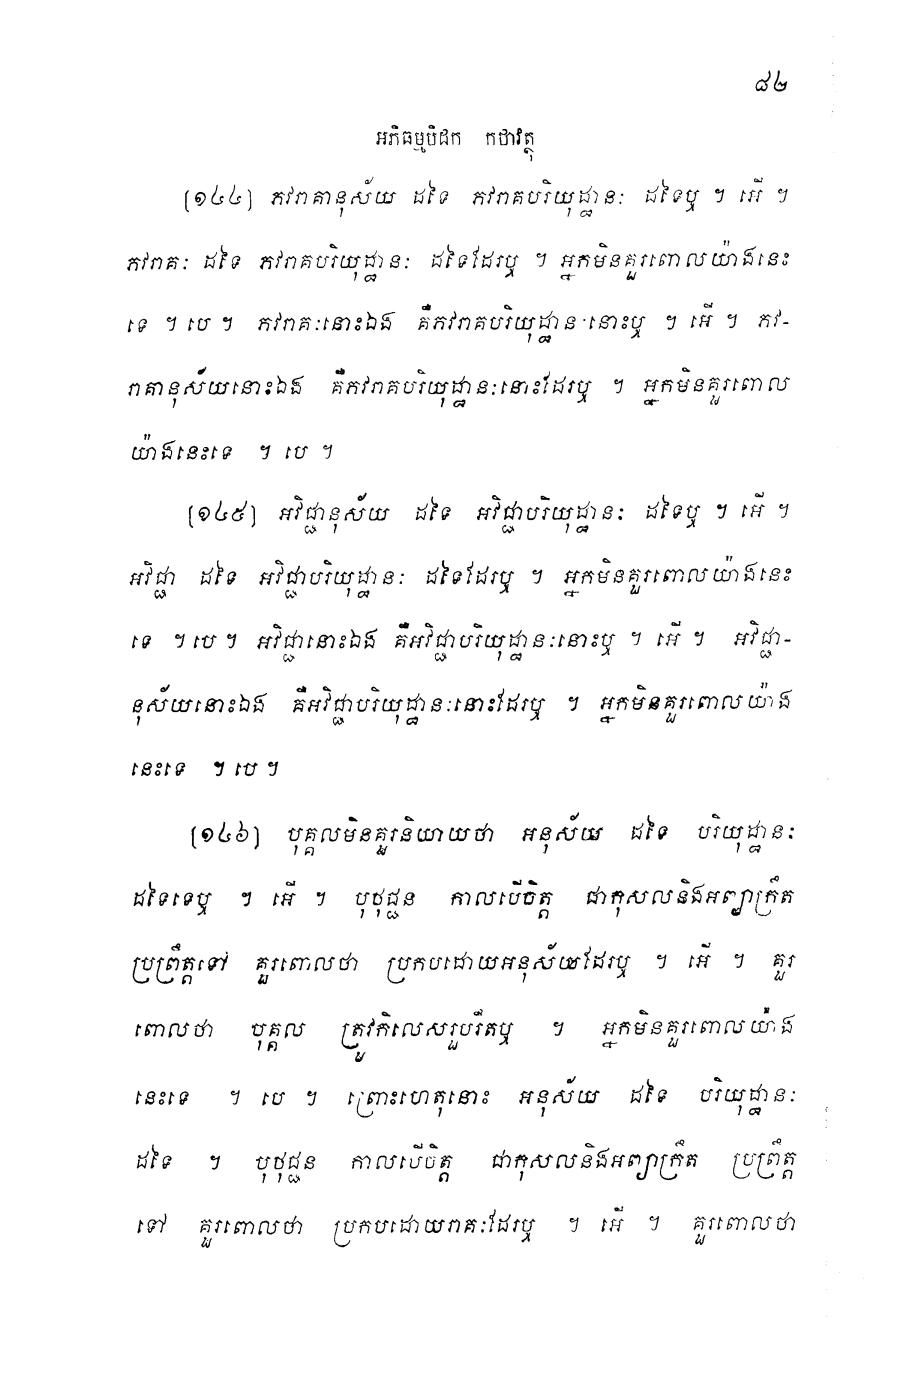 ៨២
អភិធម្មបិដក កថាវត្ថុ
(១៤៤) ភវរាគានុស័យ ដទៃ ភវរាគបរិយុដ្ឋានៈ ដទៃឬ ។ អើ ។
ភវរាគៈ ដទៃ ភវរាគបរិយុដ្ឋានៈ ដទៃដែរឬ ។ អ្នកមិនគួរពោលយ៉ាងនេះ
ទេ ។ បេ ។ ភវរាគៈនោះឯង គឺភវរាគបរិយុដ្ឋានៈនោះឬ ។ អើ ។ ភវ-
រាគានុស័យនោះឯង គឺភវរាគបរិយុដ្ឋានៈនោះដែរឬ ។ អ្នកមិនគួរពោល
យ៉ាងនេះទេ ។ បេ ។
(១៤៥) អវិជ្ជានុស័យ ដទៃ អវិជ្ជាបរិយុដ្ឋានៈ ដទៃឬ ។ អើ ។
អវិជ្ជា ដទៃ អវិជ្ជាបរិយុដ្ឋានៈ ដទៃដែរឬ ។ អ្នកមិនគួរពោលយ៉ាងនេះ
ទេ ។ បេ ។ អវិជ្ជានោះឯង គឺអវិជ្ជាបរិយុដ្ឋានៈនោះឬ ។ អើ ។ អវិជ្ជា-
នុស័យនោះឯង គឺអវិជ្ជាបរិយុដ្ឋានៈនោះដែរឬ ។ អ្នកមិនគួរពោលយ៉ាង
នេះទេ ។ បេ ។
(១៤៦) បុគ្គលមិនគួរនិយាយថា អនុស័យ ដទៃ បរិយុដ្ឋានៈ
ដទៃទេឬ ។ អើ ។ បុថុជ្ជន កាលបើចិត្ត ជាកុសលនិងអព្យាក្រឹត
ប្រព្រឹត្តទៅ គួរពោលថា ប្រកបដោយអនុស័យដែរឬ ។ អើ ។ គួរ
ពោលថា បុគ្គល ត្រូវកិលេសរួបរឹតឬ ។ អ្នកមិនគួរពោលយ៉ាង
នេះទេ ។ បេ ។ ព្រោះហេតុនោះ អនុស័យ ដទៃ បរិយុដ្ឋានៈ
ដទៃ ។ បុថុជ្ជន កាលបើចិត្ត ជាកុសលនិងអព្យាក្រឹត ប្រព្រឹត្ត
ទៅ គួរពោលថា ប្រកបដោយរាគៈដែរឬ ។ អើ ។ គួរពោលថា